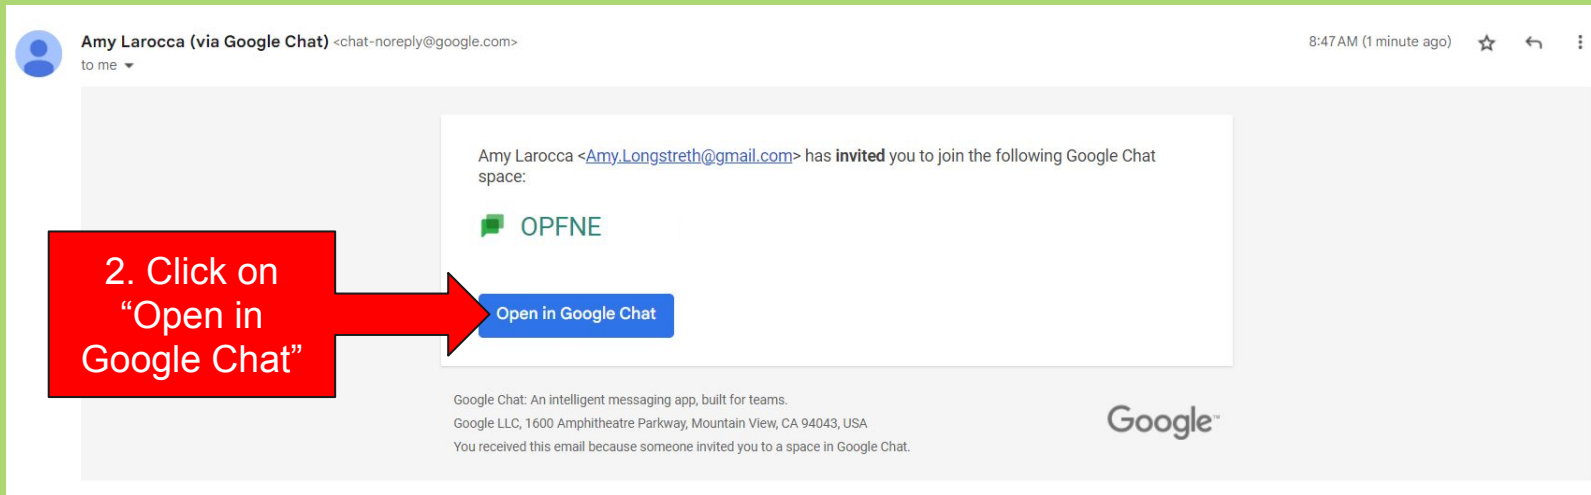 Amy Larocca (via Google Chat) <chat-noreply@google.com>
8:47 AM (1 minute ago)
to me
Amy Larocca <Amy.Longstreth@gmail.com> has invited you to join the following Google Chat
space:
OPFNE
2. Click on
“Open in
Google Chat”
Open in Google Chat
Google Chat: An intelligent messaging app, built for teams.
Google LLC, 1600 Amphitheatre Parkway, Mountain View, CA 94043, USA
You received this email because someone invited you to a space in Google Chat.
Google™